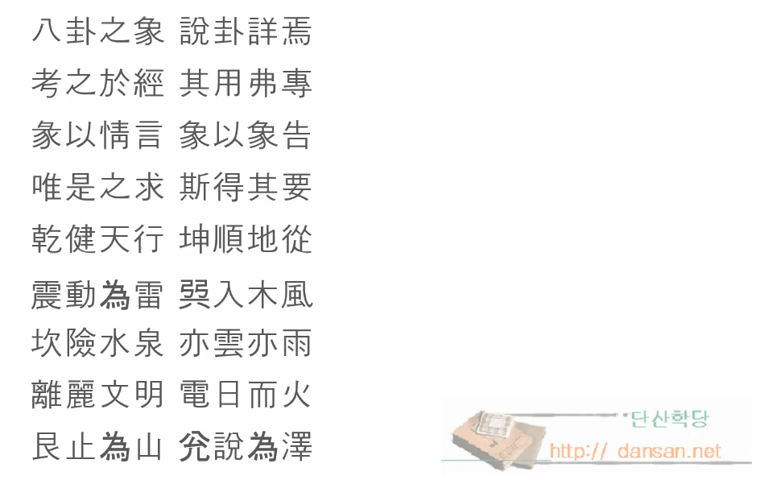 八卦之象 說卦詳焉
考之於經 其用弗專
彖以情言 象以象告
唯是之求 斯得其要
乾健天行 坤順地從
震動為雷 巽入木風
坎險水泉 亦雲亦雨
離麗文明 電日而火
艮止為山 兊說為澤
단산학당
http:// dansan.net